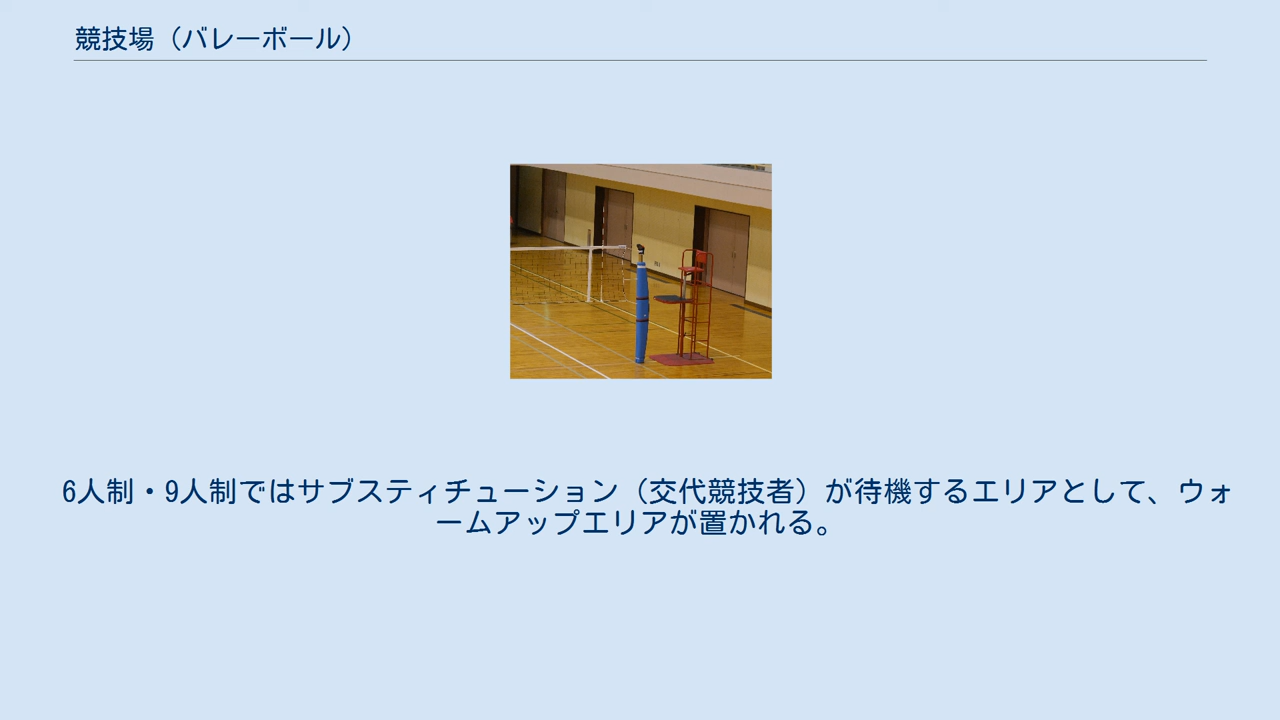 競技場（バレーボール）
6人制・9人制ではサブスティチューション（交代競技者）が待機するエリアとして、ウォ
ームアップエリアが置かれる。